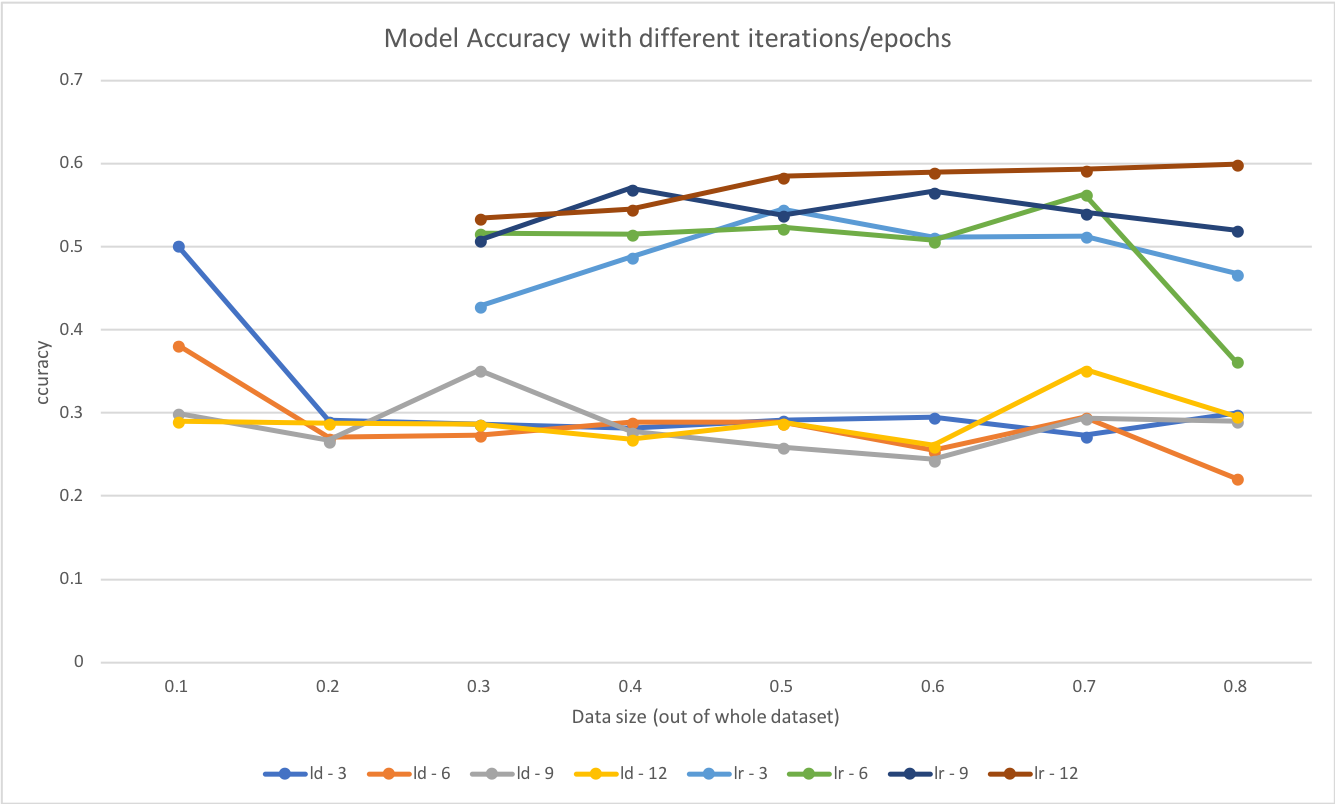 Model Accuracy with different iterations/epochs
0.7
0.6
0.5
0.4
0.3
0.2
0.1
0
ccuracy
0.1 0.2 0.3 0.4 0.5 0.6 0.7 0.8
Data size (out of whole dataset)
ld - 3 ld - 6 ld - 9 ld - 12 lr - 3 lr - 6 lr - 9 lr - 12